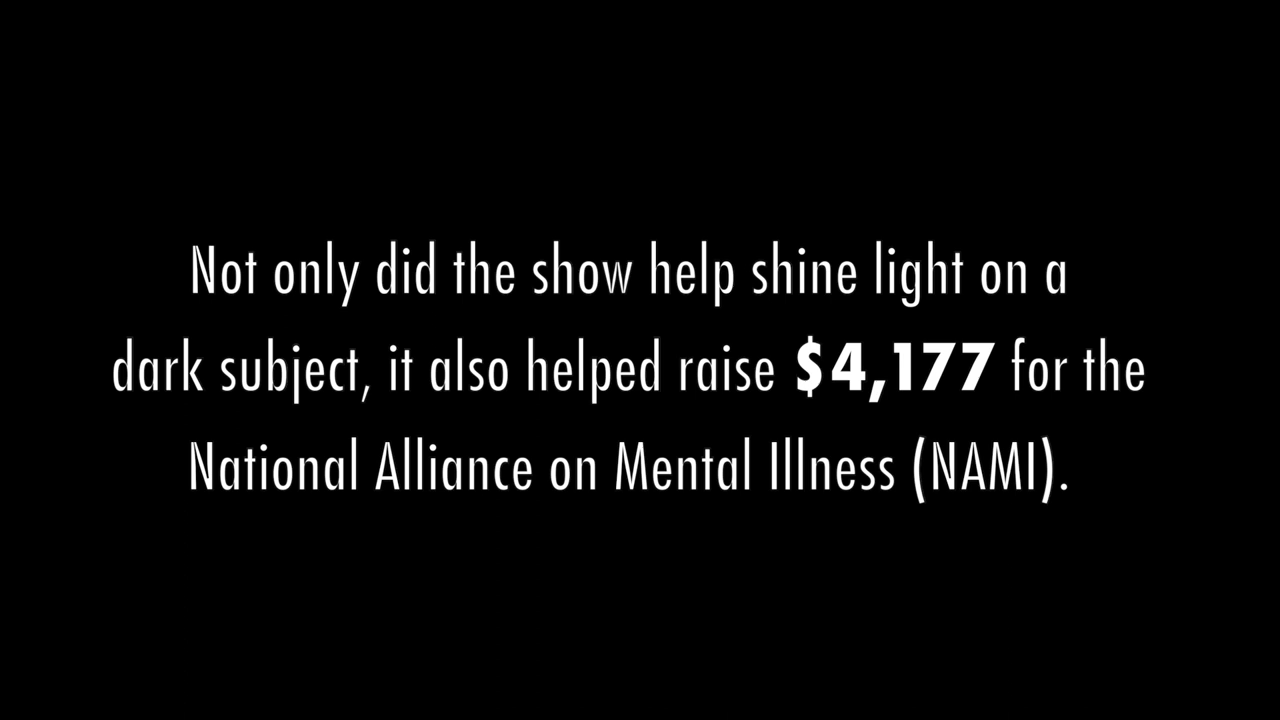 Not only did the show help shine light on a
dark subject, it also helped raise $4,177 for the
National Alliance on Mental Illness (NAMI).